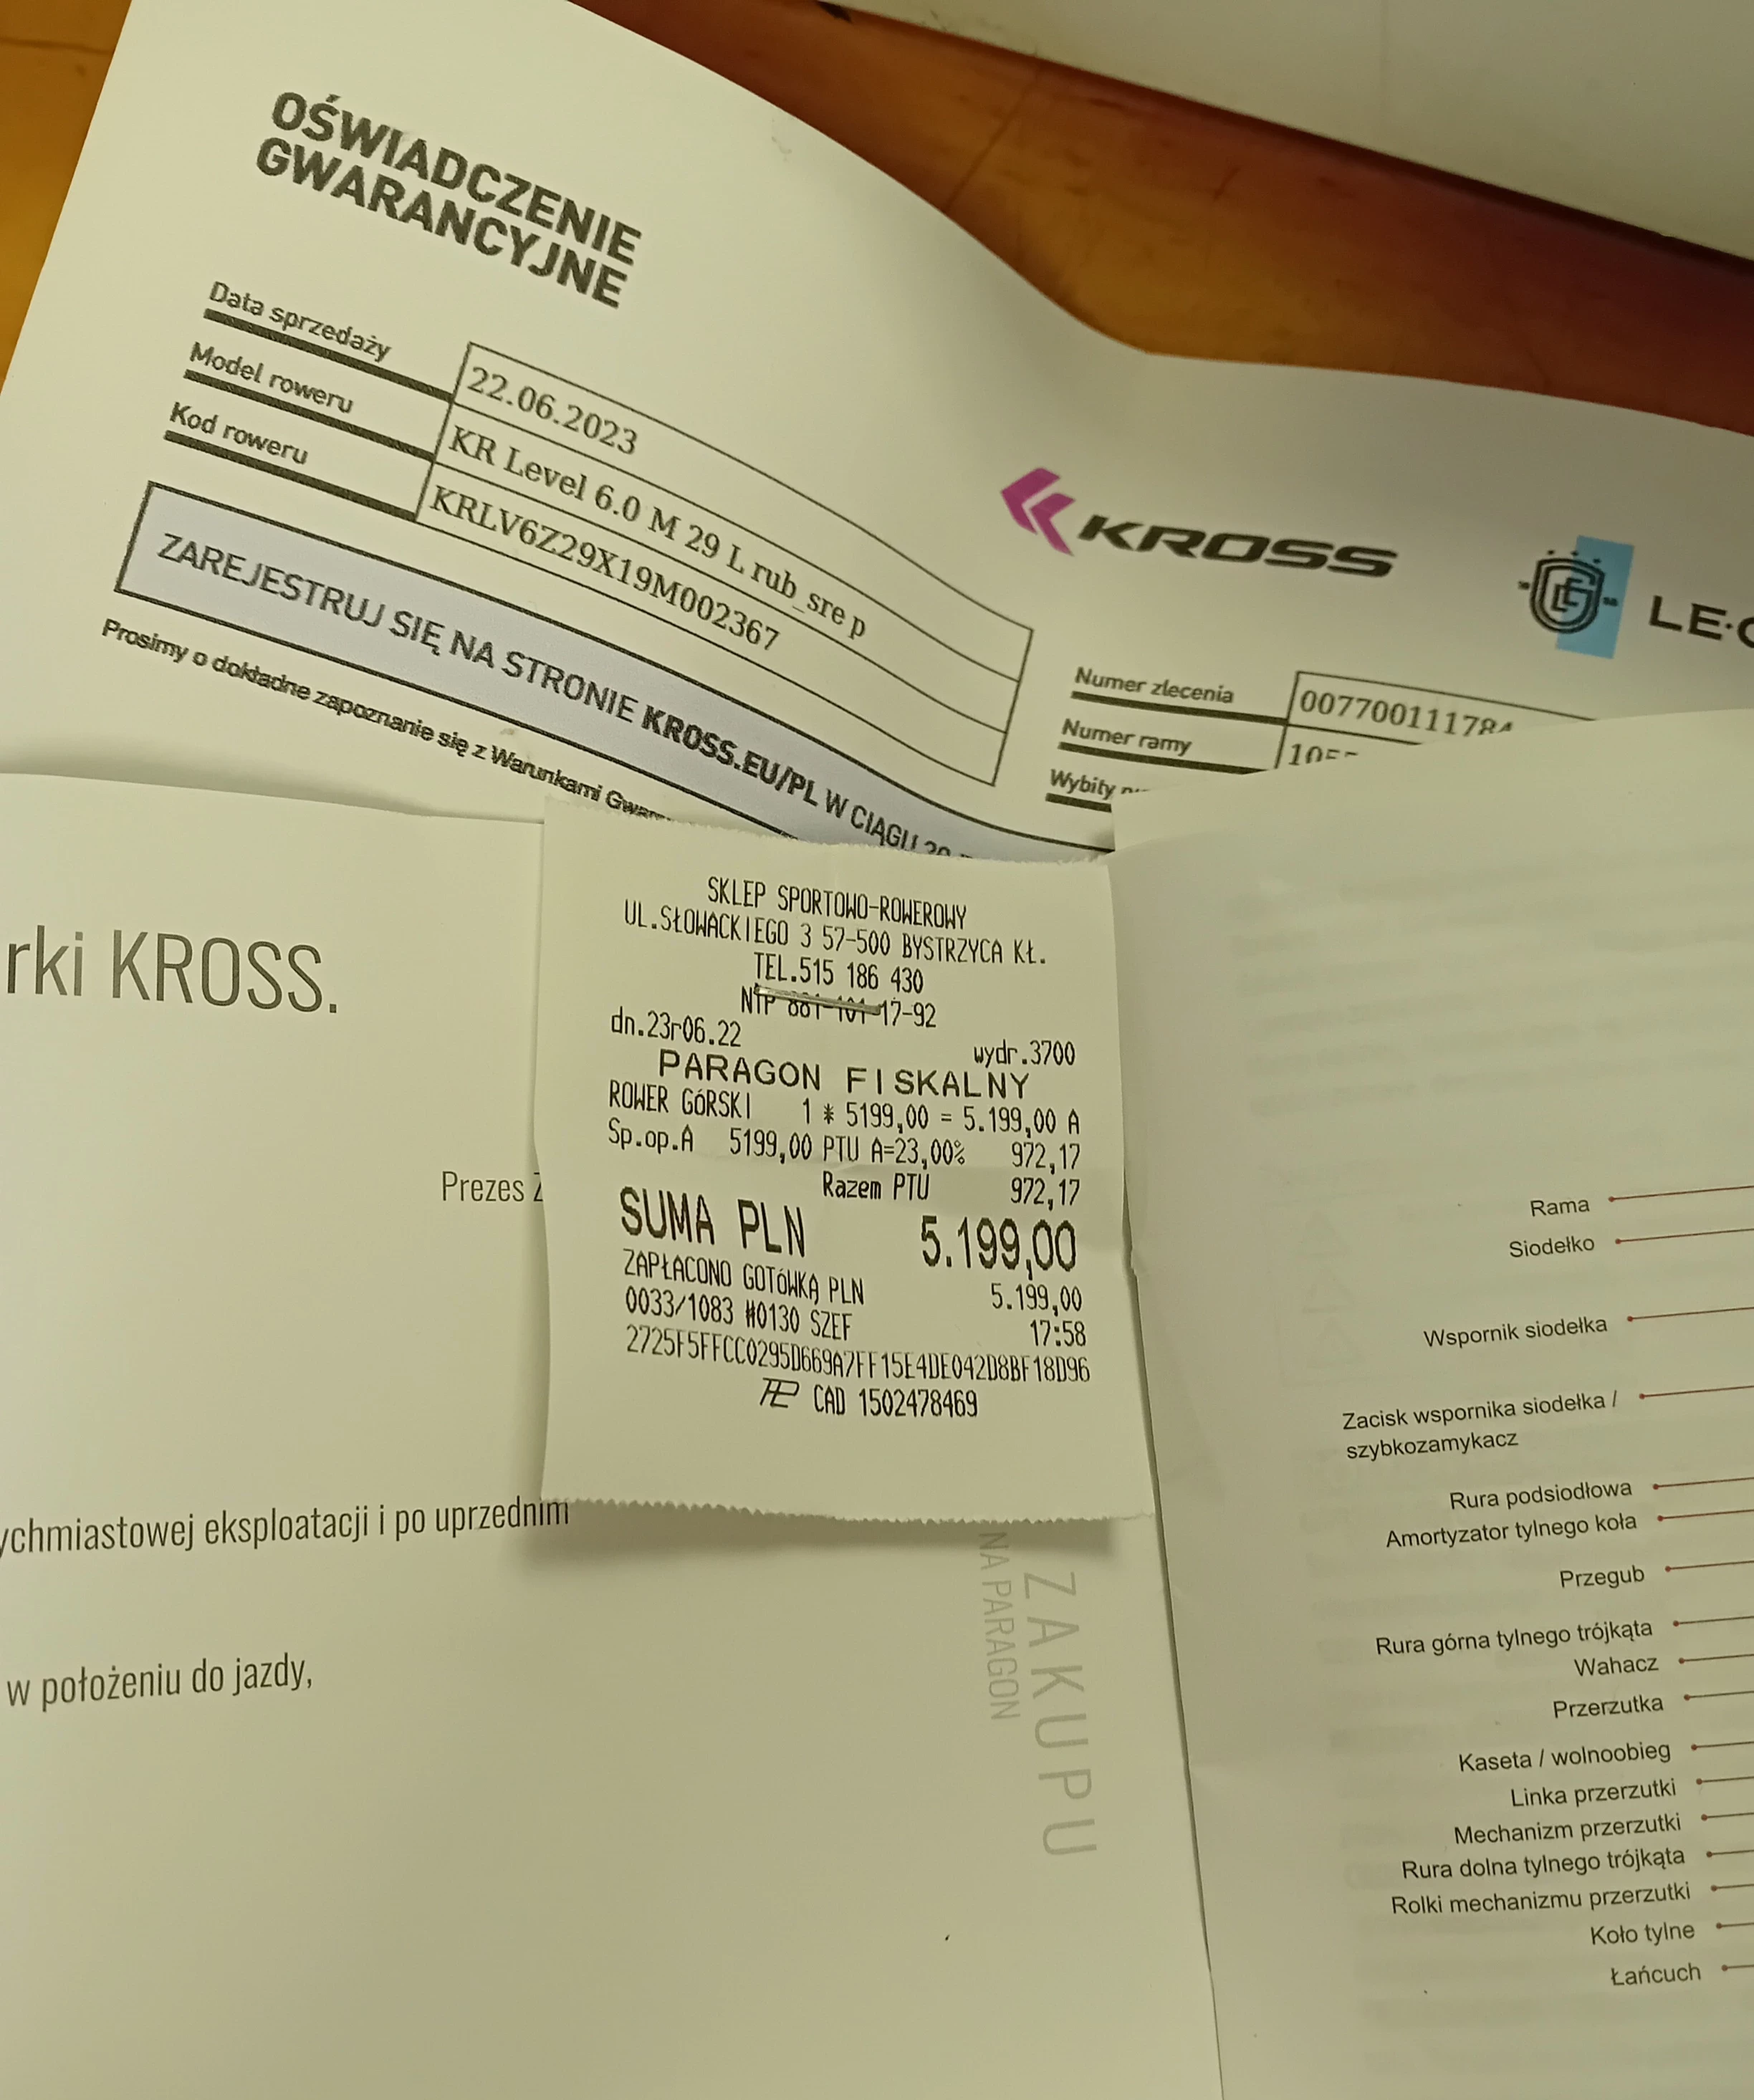 OŚWIADCZENIE
GWARANCYJNE
Data sprzedaży 22.06.2023
Model roweru KR Level 6.0 M 29 L rub_sre p
Kod roweru KRLV6Z29X19M002367
ZAREJESTRUJ SIĘ NA STRONIE KROSS.EU/PL W CIĄGU
Prosimy o dokładne zapoznanie się z Warunkami
KROSS
LE
Numer zlecenia 00770011178
Numer ramy
Wybity
rki KROSS.
Prezes
ychmiastowej eksploatacji i po uprzednim
w położeniu do jazdy,
SKLEP SPORTOWO-ROWEROWY
UL.SŁOWACKIEGO 3 57-500 BYSTRZYCA KŁ.
TEL.515 186 430
17-92
dn.23r06.22 wydr.3700
PARAGON FISKALNY
ROWER GÓRSKI 1 * 5199,00 = 5.199,00 A
Sp.op.A 5199,00 PTU A=23,00% 972,17
Razem PTU 972,17
SUMA PLN 5.199,00
ZAPŁACONO GOTÓWKĄ PLN 5.199,00
0033/1083 #0130 SZEF 17:58
2725F5FFCC0295D669A7FF15E4DE042D8BF18D96
CAD 1502478469
ZAKUPU
NA PARAGON
Rama
Siodełko
Wspornik siodełka
Zacisk wspornika siodełka /
szybkozamykacz
Rura podsiodłowa
Amortyzator tylnego koła
Przegub
Rura górna tylnego trójkąta
Wahacz
Przerzutka
Kaseta / wolnoobieg
Linka przerzutki
Mechanizm przerzutki
Rura dolna tylnego trójkąta
Rolki mechanizmu przerzutki
Koło tylne
Łańcuch